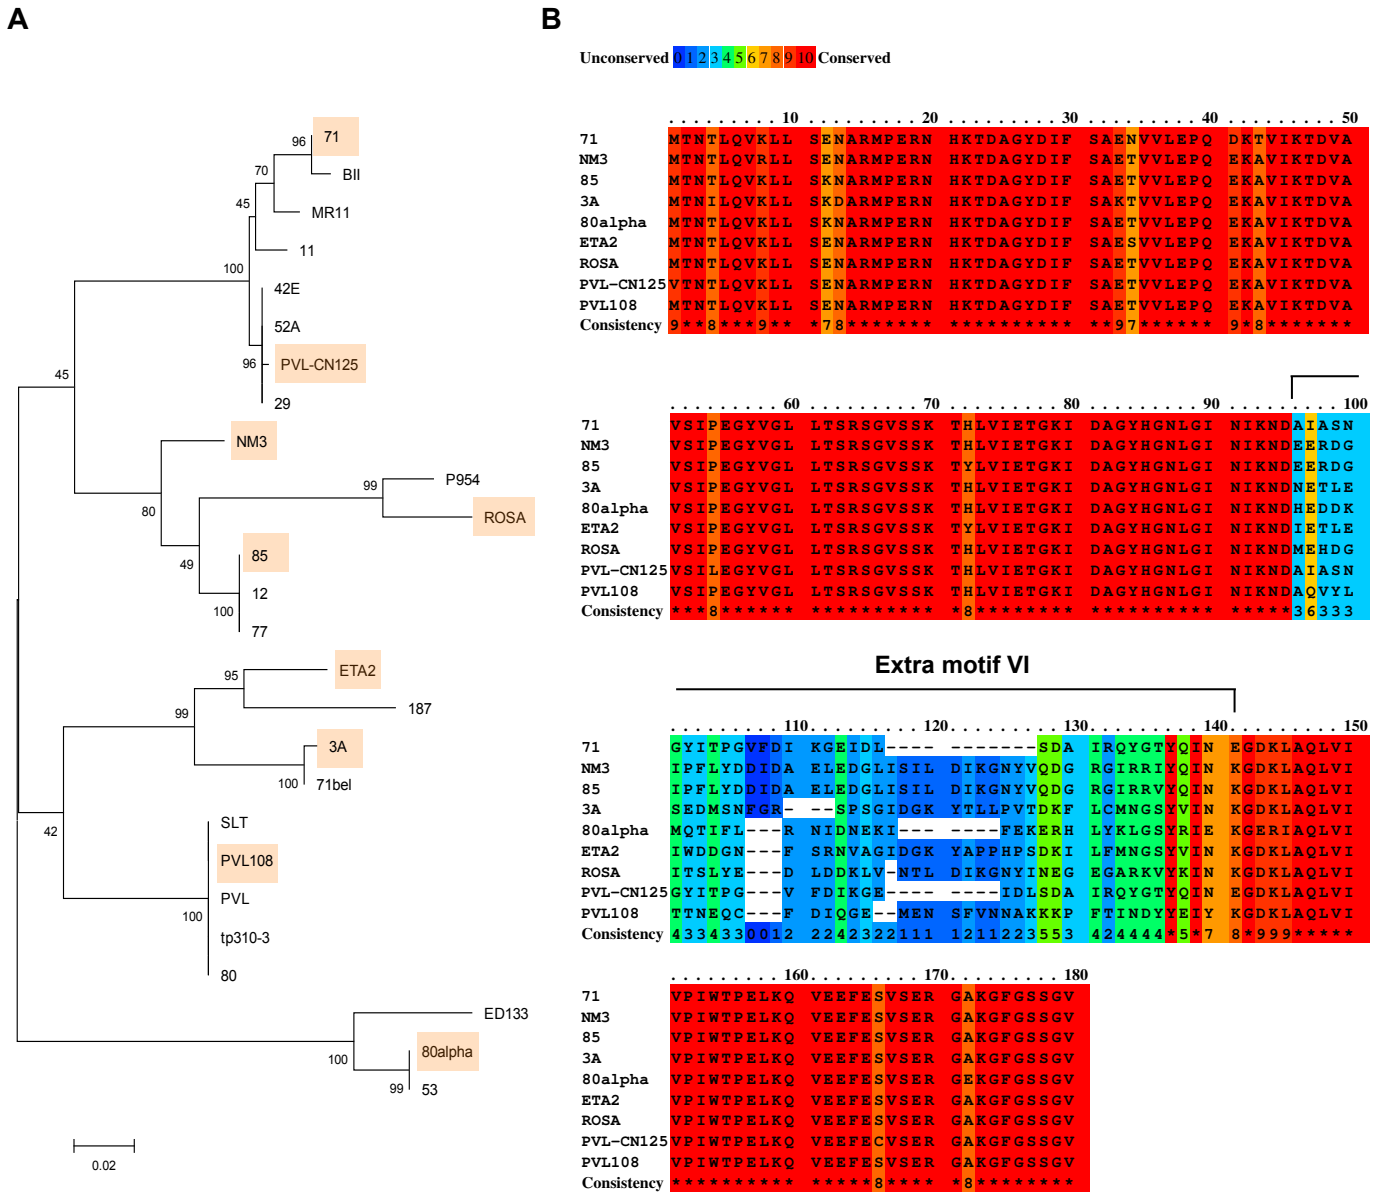 A
B
Unconserved 0 1 2 3 4 5 6 7 8 9 10 Conserved
96
71
BII
70
MR11
45
11
100
42E
52A
96
PVL-CN125
29
45
NM3
P954
99
ROSA
80
85
49
12
100
77
ETA2
95
187
99
3A
100
71bel
42
SLT
PVL108
PVL
100
tp310-3
80
ED133
80alpha
100
99
53
0.02
. . . . . . . . . 10 . . . . . . . . 20 . . . . . . . . 30 . . . . . . . . 40 . . . . . . . . 50
71 MTNTLQVKLL SENARMPERN HKTDAGYDIF SAENVVLEPQ DKTVIKTDVA
NM3 MTNTLQVRLL SENARMPERN HKTDAGYDIF SAETVVLEPQ EKAVIKTDVA
85 MTNTLQVKLL SKNARMPERN HKTDAGYDIF SAETVVLEPQ EKAVIKTDVA
3A MTNILQVKLL SKDARMPERN HKTDAGYDIF SAKTVVLEPQ EKAVIKTDVA
80alpha MTNTLQVKLL SKNARMPERN HKTDAGYDIF SAETVVLEPQ EKAVIKTDVA
ETA2 MTNTLQVKLL SENARMPERN HKTDAGYDIF SAESVVLEPQ EKAVIKTDVA
ROSA MTNTLQVKLL SENARMPERN HKTDAGYDIF SAETVVLEPQ EKAVIKTDVA
PVL-CN125 VTNTLQVKLL SENARMPERN HKTDAGYDIF SAETVVLEPQ EKAVIKTDVA
PVL108 MTNTLQVKLL SENARMPERN HKTDAGYDIF SAETVVLEPQ EKAVIKTDVA
Consistency 9**8***9** *78******* ********** ***97***** 9*8*******
. . . . . . . . . 60 . . . . . . . . 70 . . . . . . . . 80 . . . . . . . . 90 . . . . . . . . 100
71 VSIPEGYVGL LTSRSGVSSK THLVIETGKI DAGYHGNLGI NIKNDAIASN
NM3 VSIPEGYVGL LTSRSGVSSK THLVIETGKI DAGYHGNLGI NIKNDEERDG
85 VSIPEGYVGL LTSRSGVSSK TYLVIETGKI DAGYHGNLGI NIKNDEERDG
3A VSIPEGYVGL LTSRSGVSSK THLVIETGKI DAGYHGNLGI NIKNDNETLE
80alpha VSIPEGYVGL LTSRSGVSSK THLVIETGKI DAGYHGNLGI NIKNDHEDDK
ETA2 VSIPEGYVGL LTSRSGVSSK TYLVIETGKI DAGYHGNLGI NIKNDIETLE
ROSA VSIPEGYVGL LTSRSGVSSK THLVIETGKI DAGYHGNLGI NIKNDMEHDG
PVL-CN125 VSILEGYVGL LTSRSGVSSK THLVIETGKI DAGYHGNLGI NIKNDAIASN
PVL108 VSIPEGYVGL LTSRSGVSSK THLVIETGKI DAGYHGNLGI NIKNDAQVYL
Consistency ***8****** ********** *8******** ********** *****36333
Extra motif VI
. . . . . . . . . 110 . . . . . . . . 120 . . . . . . . . 130 . . . . . . . . 140 . . . . . . . . 150
71 GYITPGVFDI KGEIDL---- -------SDA IRQYGTYQIN EGDKLAQLVI
NM3 IPFLYDDIDA ELEDGLISIL DIKGNYVQDG RGIRRIYQIN KGDKLAQLVI
85 IPFLYDDIDA ELEDGLISIL DIKGNYVQDG RGIRRVYQIN KGDKLAQLVI
3A SEDMSNFGR- ---SPSGIDGK YTLLPVTDKF LCMNGSYVIN KGDKLAQLVI
80alpha MQTIFL---R NIDNEKI--- ----FEKERH LYKLGSYRIE KGERIAQLVI
ETA2 IWDDGN---F SRNVAGIDGK YAPPHPSDKI LFMNGSYVIN KGDKLAQLVI
ROSA ITSLYE---D LDDKLV-NTL DIKGNYINEG EGARKVYKIN KGDKLAQLVI
PVL-CN125 GYITPG---V FDIKGE---- ----IDLSDA IRQYGTYQIN EGDKLAQLVI
PVL108 TTNEQC---F DIQGE--MEN SFVNNAKKKP FTINDYYEIY KGDKLAQLVI
Consistency 4334330012 2242322111 1211223553 424444*5*7 8*999*****
. . . . . . . . . 160 . . . . . . . . 170 . . . . . . . . 180
71 VPIWTPELKQ VEEFESVSER GAKGFGSSGV
NM3 VPIWTPELKQ VEEFESVSER GAKGFGSSGV
85 VPIWTPELKQ VEEFESVSER GAKGFGSSGV
3A VPIWTPELKQ VEEFESVSER GAKGFGSSGV
80alpha VPIWTPELKQ VEEFESVSER GEKGFGSSGV
ETA2 VPIWTPELKQ VEEFESVSER GAKGFGSSGV
ROSA VPIWTPELKQ VEEFESVSER GAKGFGSSGV
PVL-CN125 VPIWTPELKQ VEEFECVSER GAKGFGSSGV
PVL108 VPIWTPELKQ VEEFESVSER GAKGFGSSGV
Consistency ********** *****8**** *8********